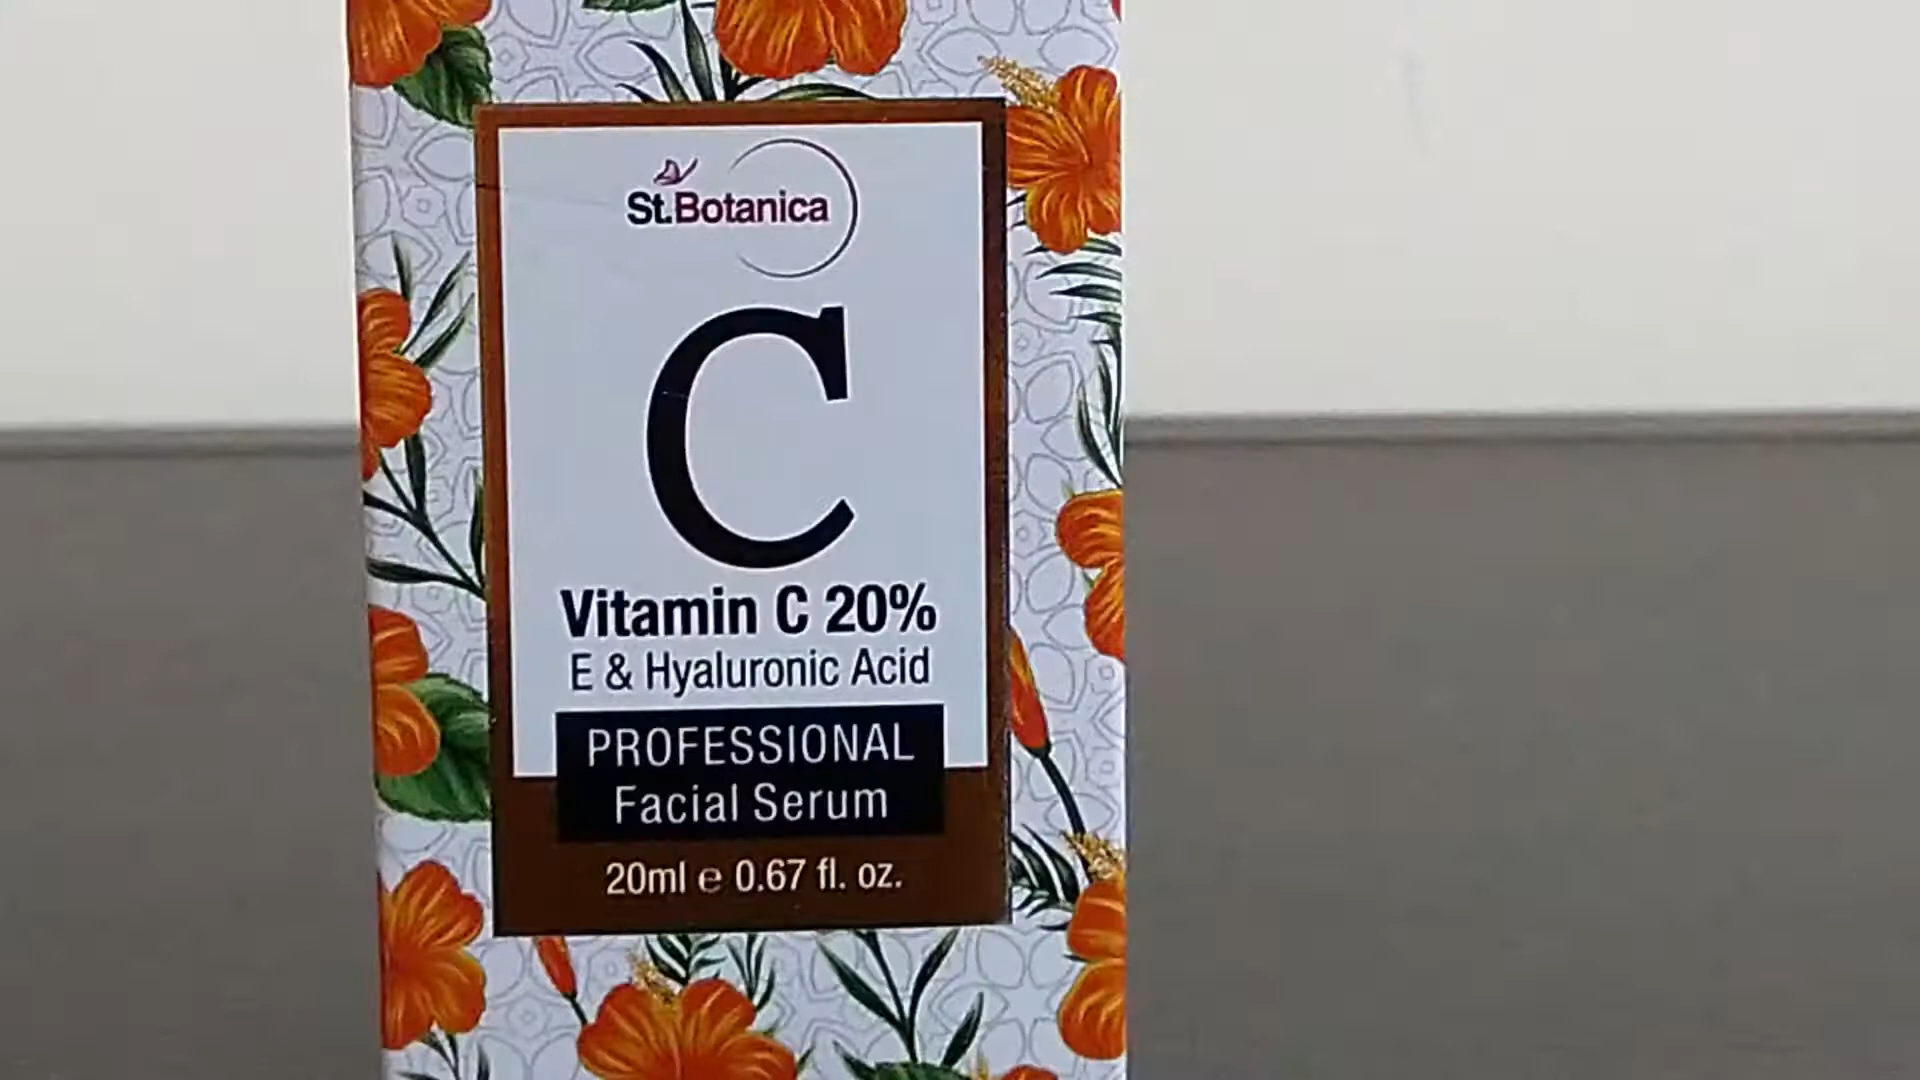 St.Botanica
C
Vitamin C 20%
E & Hyaluronic Acid
PROFESSIONAL
Facial Serum
20ml ℮ 0.67 fl. oz.